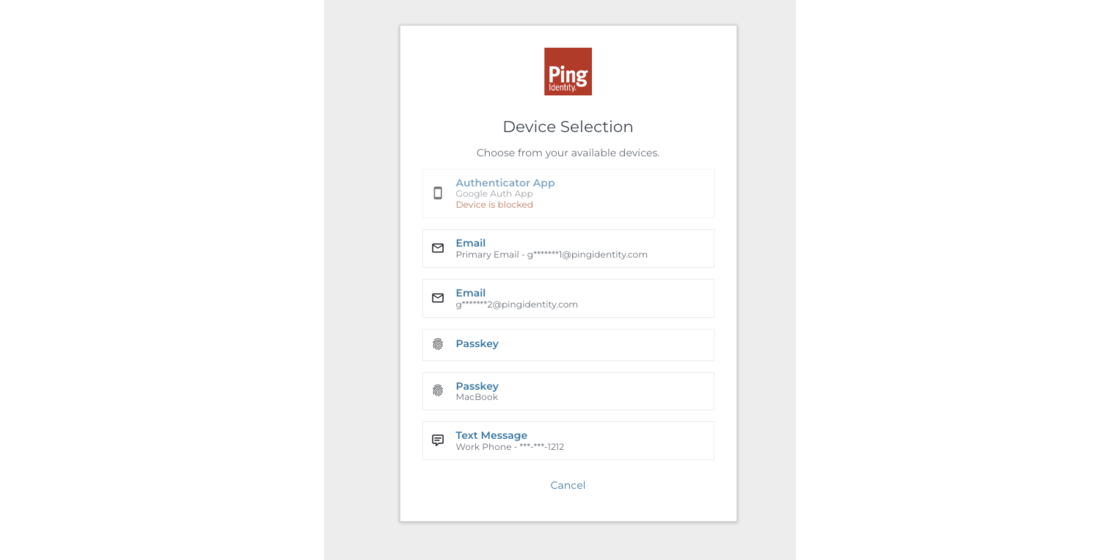 Ping
Identity.
Device Selection
Choose from your available devices.
Authenticator App
Google Auth App
Device is blocked
Email
Primary Email - g*******1@pingidentity.com
Email
g*******2@pingidentity.com
Passkey
Passkey
MacBook
Text Message
Work Phone - ***-***-1212
Cancel